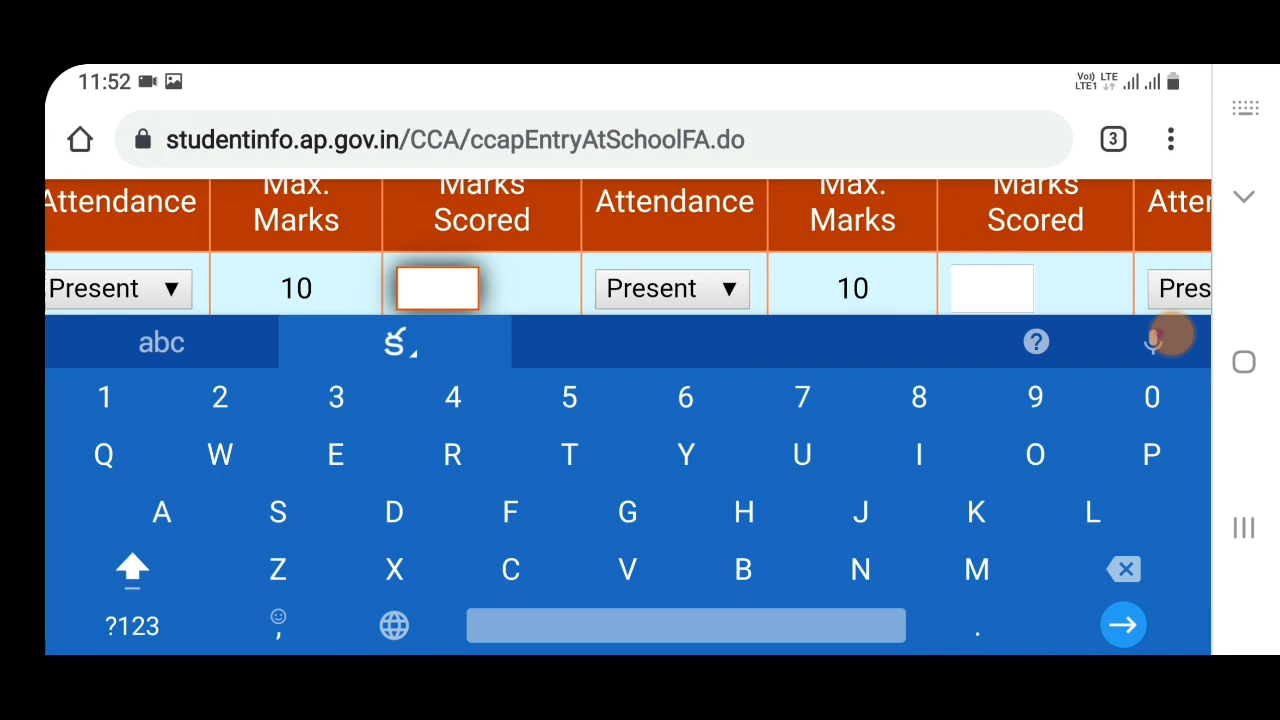 11:52 Vo)) LTE
LTE1
studentinfo.ap.gov.in/CCA/ccapEntryAtSchoolFA.do 3
Attendance Max. Marks Marks Scored Attendance Max. Marks Marks Scored Atter
Present ▼ 10 Present ▼ 10 Pres
abc క ?
1 2 3 4 5 6 7 8 9 0
Q W E R T Y U I O P
A S D F G H J K L
Z X C V B N M
?123 , .